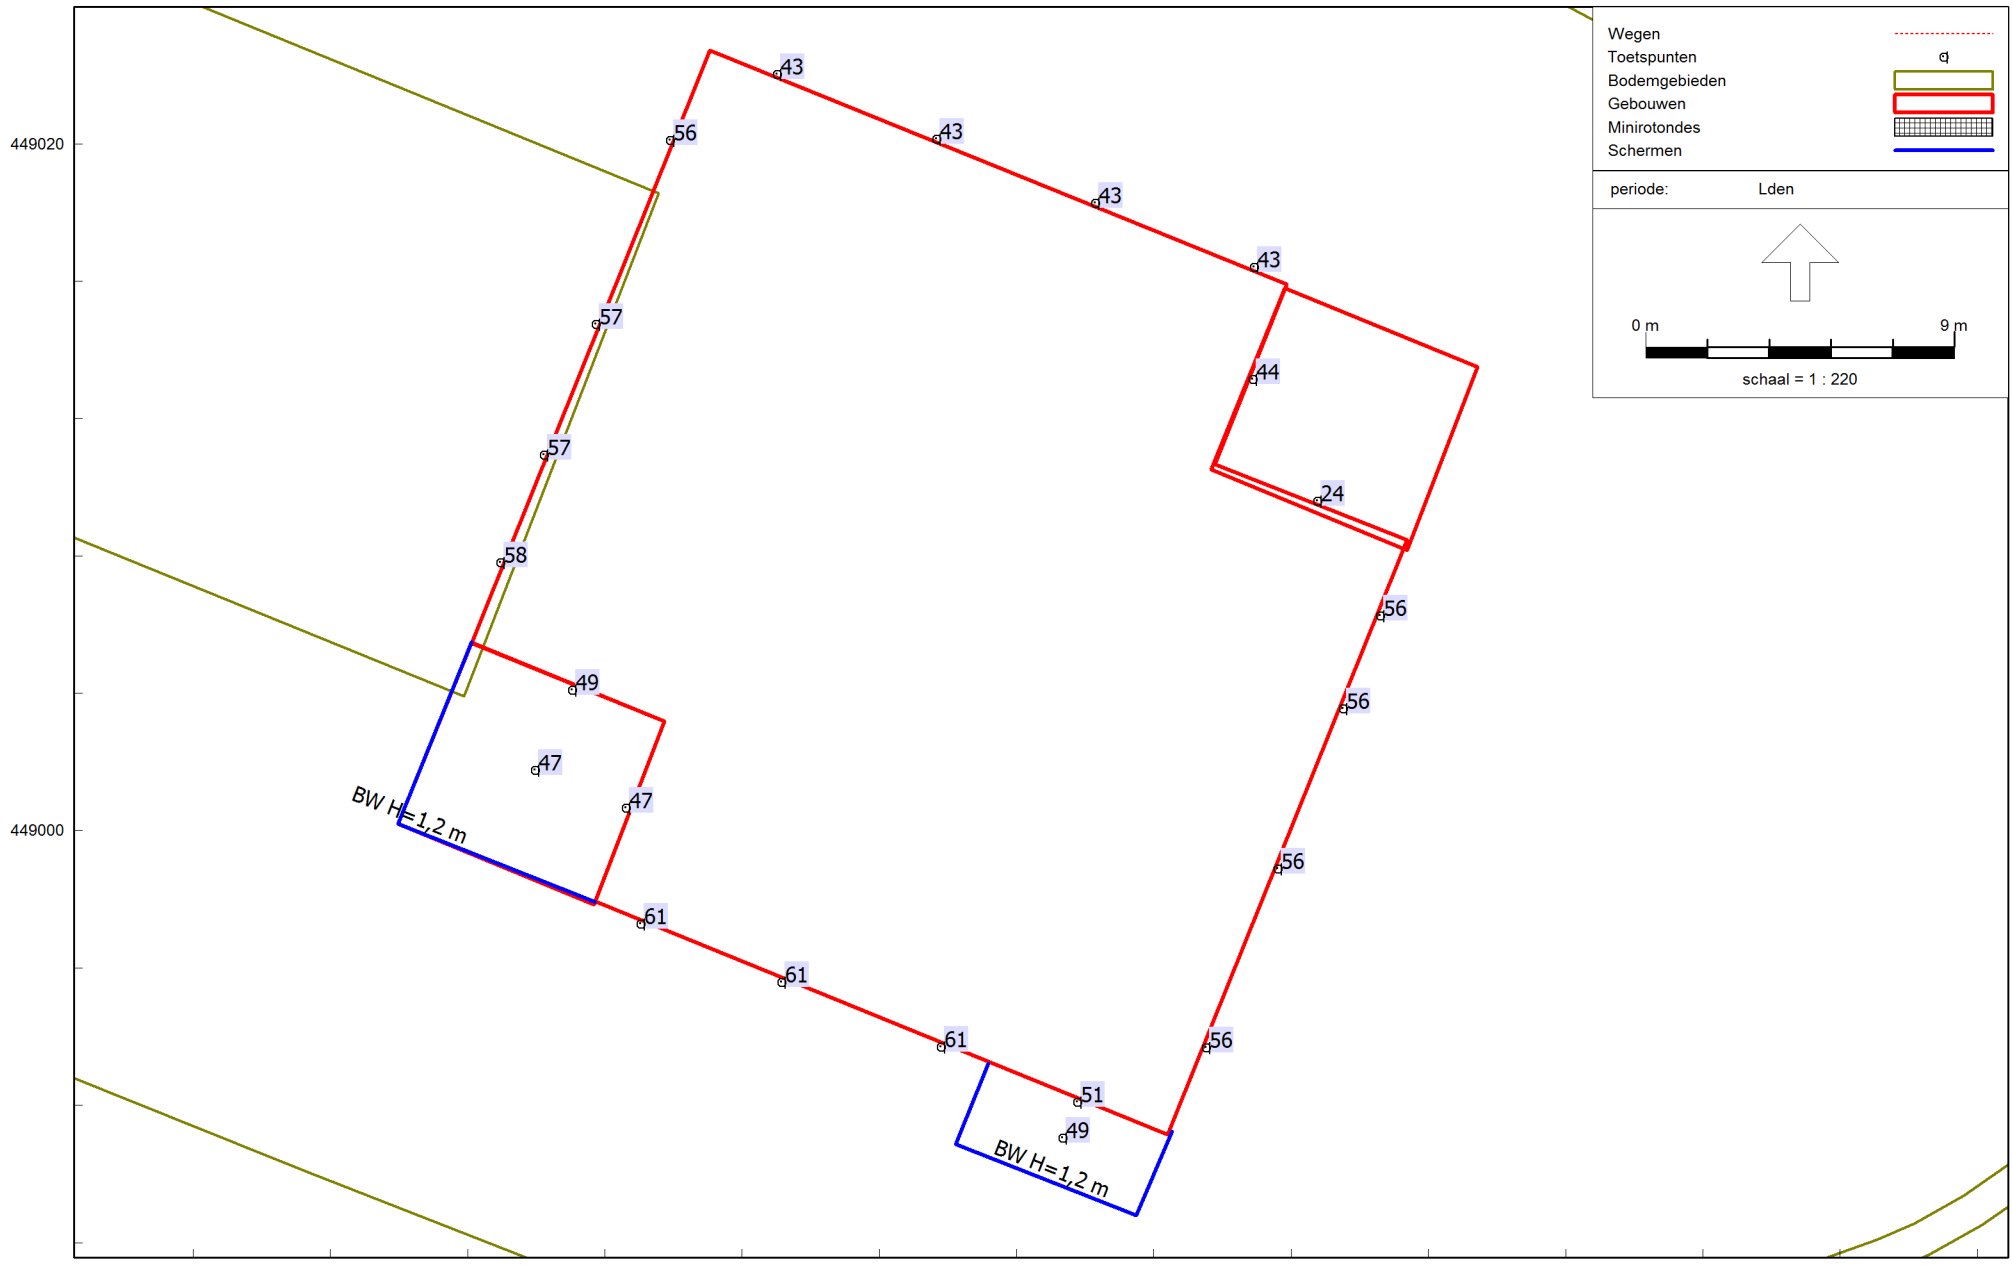 Wegen
Toetspunten
Bodemgebieden
Gebouwen
Minirotondes
Schermen
periode: Lden
0 m 9 m
schaal = 1 : 220
449020
449000
43
56
43
43
43
57
44
57
24
58
56
49
56
47
47
BW H=1,2 m
56
61
61
61
56
51
49
BW H=1,2 m